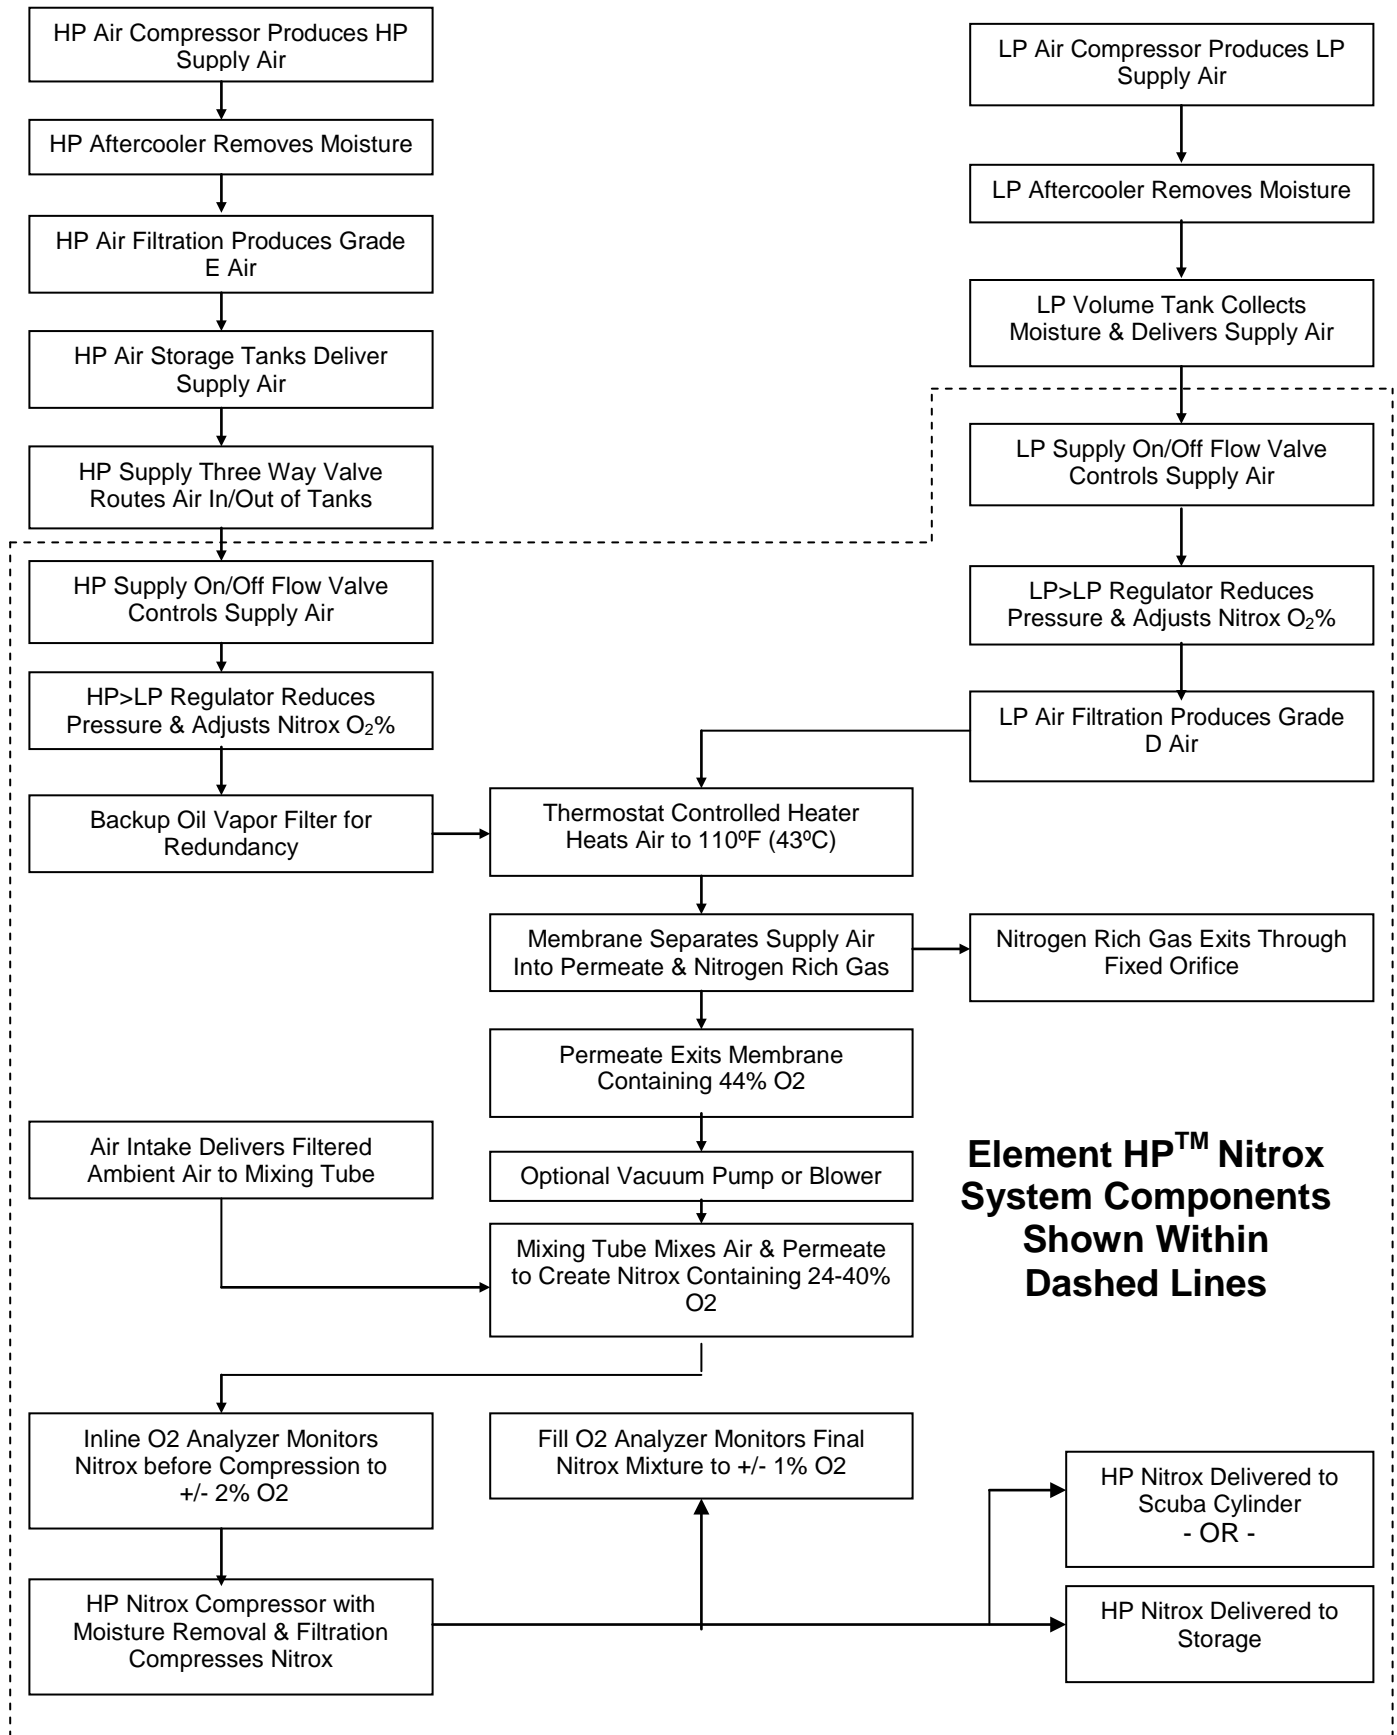 HP Air Compressor Produces HP
Supply Air
HP Aftercooler Removes Moisture
HP Air Filtration Produces Grade
E Air
HP Air Storage Tanks Deliver
Supply Air
HP Supply Three Way Valve
Routes Air In/Out of Tanks
HP Supply On/Off Flow Valve
Controls Supply Air
HP>LP Regulator Reduces
Pressure & Adjusts Nitrox O₂%
Backup Oil Vapor Filter for
Redundancy
LP Air Compressor Produces LP
Supply Air
LP Aftercooler Removes Moisture
LP Volume Tank Collects
Moisture & Delivers Supply Air
LP Supply On/Off Flow Valve
Controls Supply Air
LP>LP Regulator Reduces
Pressure & Adjusts Nitrox O₂%
LP Air Filtration Produces Grade
D Air
Thermostat Controlled Heater
Heats Air to 110ºF (43ºC)
Membrane Separates Supply Air
Into Permeate & Nitrogen Rich Gas
Nitrogen Rich Gas Exits Through
Fixed Orifice
Permeate Exits Membrane
Containing 44% O2
Air Intake Delivers Filtered
Ambient Air to Mixing Tube
Optional Vacuum Pump or Blower
Mixing Tube Mixes Air & Permeate
to Create Nitrox Containing 24-40%
O2
Element HP™ Nitrox
System Components
Shown Within
Dashed Lines
Inline O2 Analyzer Monitors
Nitrox before Compression to
+/- 2% O2
Fill O2 Analyzer Monitors Final
Nitrox Mixture to +/- 1% O2
HP Nitrox Delivered to
Scuba Cylinder
- OR -
HP Nitrox Compressor with
Moisture Removal & Filtration
Compresses Nitrox
HP Nitrox Delivered to
Storage